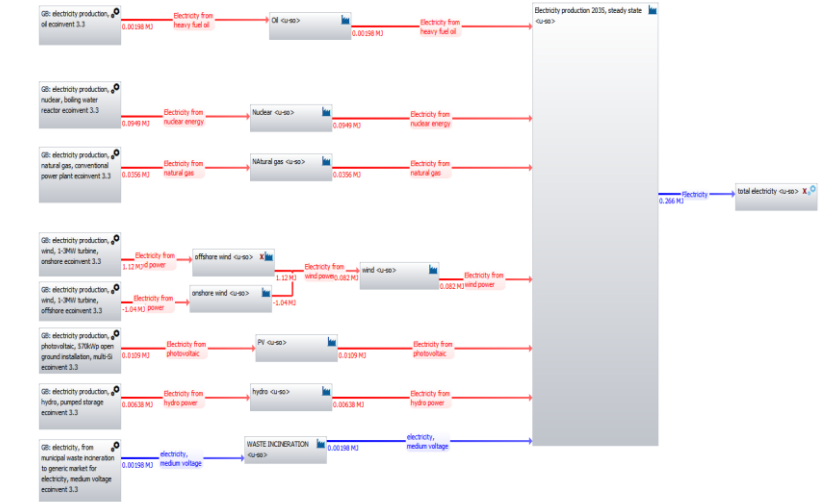 GB: electricity production,
oil ecoinvent 3.3
0.00198 MJ
Electricity from
heavy fuel oil
Oil <u-so>
0.00198 MJ
Electricity from
heavy fuel oil
Electricity production 2035, steady state
<u-so>
GB: electricity production,
nuclear, boiling water
reactor ecoinvent 3.3
0.0949 MJ
Electricity from
nuclear energy
Nuclear <u-so>
0.0949 MJ
Electricity from
nuclear energy
GB: electricity production,
natural gas, conventional
power plant ecoinvent 3.3
0.0356 MJ
Electricity from
natural gas
NAtural gas <u-so>
0.0356 MJ
Electricity from
natural gas
Electricity
0.266 MJ
total electricity <u-so>
GB: electricity production,
wind, 1-3MW turbine,
onshore ecoinvent 3.3
Electricity from
1.12 MJ
power
offshore wind <u-so>
1.12 MJ
GB: electricity production,
wind, 1-3MW turbine,
offshore ecoinvent 3.3
Electricity from
-1.04 MJ
power
onshore wind <u-so>
-1.04 MJ
Electricity from
wind power
0.082 MJ
wind <u-so>
0.082 MJ
Electricity from
wind power
GB: electricity production,
photovoltaic, 570kWp open
ground installation, multi-Si
ecoinvent 3.3
0.0109 MJ
Electricity from
photovoltaic
PV <u-so>
0.0109 MJ
Electricity from
photovoltaic
GB: electricity production,
hydro, pumped storage
ecoinvent 3.3
0.00638 MJ
Electricity from
hydro power
hydro <u-so>
0.00638 MJ
Electricity from
hydro power
GB: electricity, from
municipal waste incineration
to generic market for
electricity, medium voltage
ecoinvent 3.3
0.00198 MJ
electricity,
medium voltage
WASTE INCINERATION
<u-so>
0.00198 MJ
electricity,
medium voltage